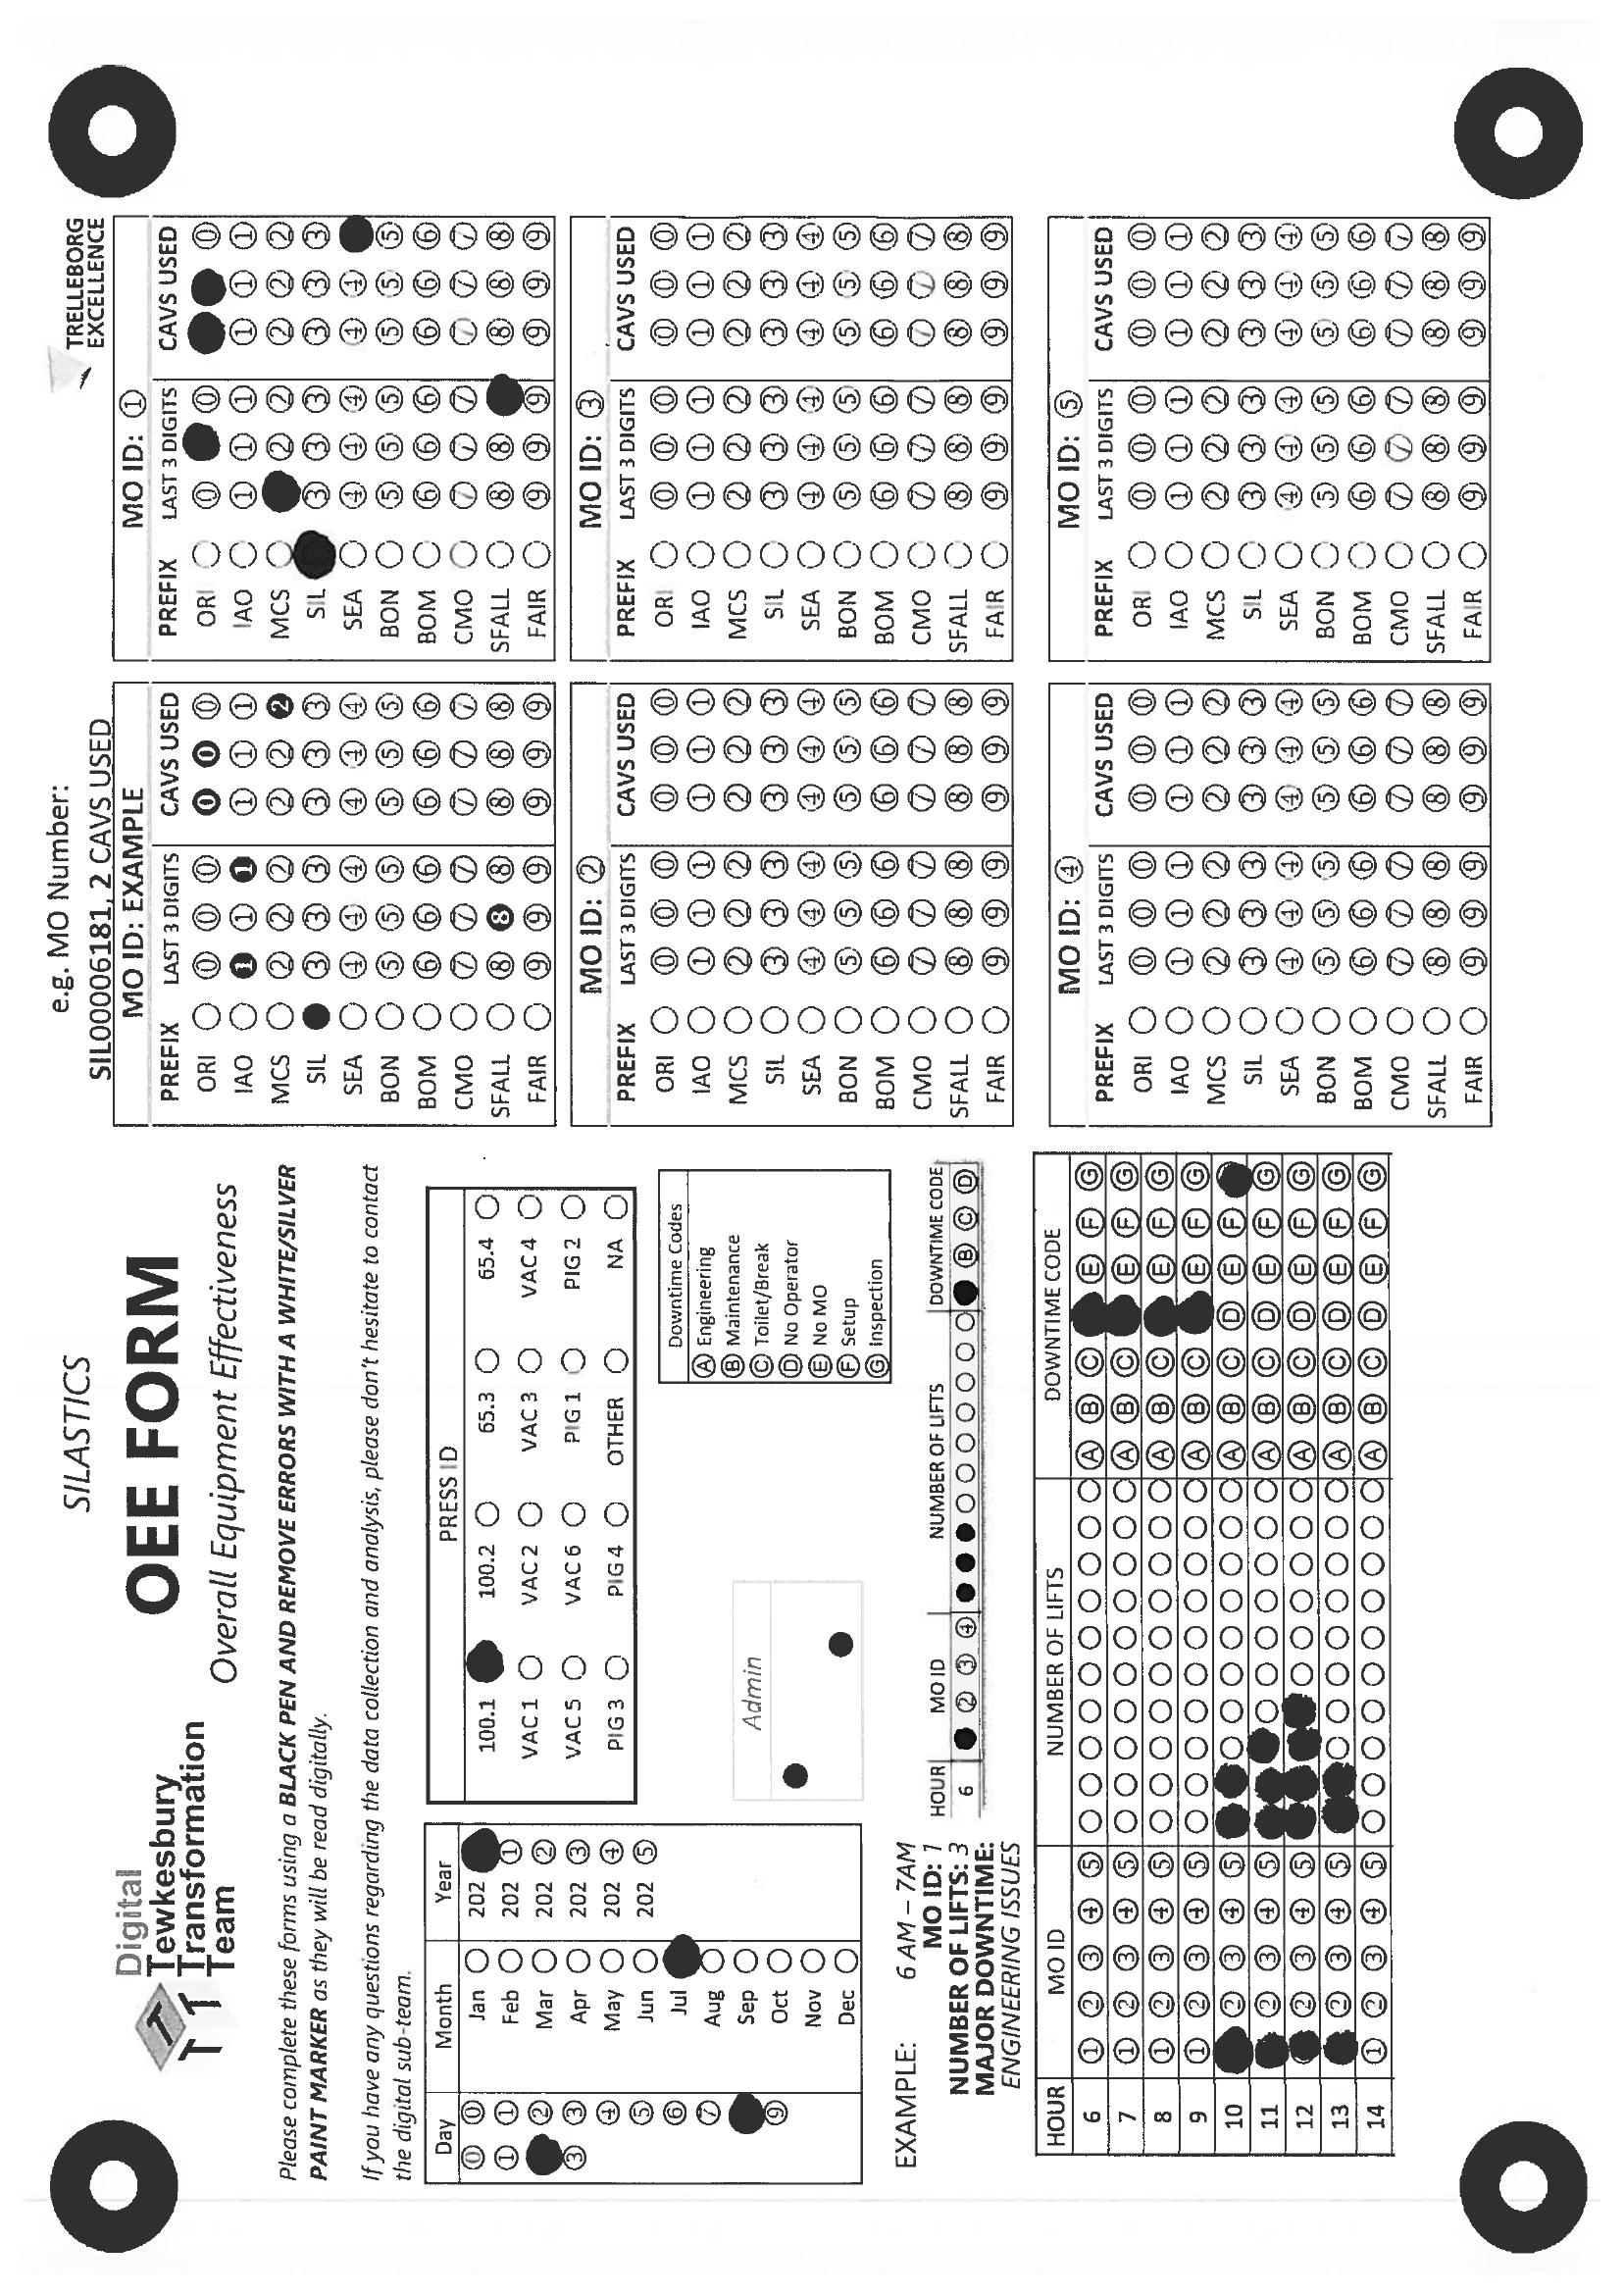 SILASTICS
OEE FORM
Overall Equipment Effectiveness
Digital
Tewkesbury
Transformation
Team
T
T T
Please complete these forms using a BLACK PEN AND REMOVE ERRORS WITH A WHITE/SILVER
PAINT MARKER as they will be read digitally.
If you have any questions regarding the data collection and analysis, please don't hesitate to contact
the digital sub-team.
Day Month Year
0 0 Jan 202
1 1 Feb 202 1
2 Mar 202 2
3 3 Apr 202 3
4 May 202 4
5 Jun 202 5
6 Jul
7 Aug
Sep
9 Oct
Nov
Dec
PRESS ID
100.1 100.2 65.3 65.4
VAC 1 VAC 2 VAC 3 VAC 4
VAC 5 VAC 6 PIG 1 PIG 2
PIG 3 PIG 4 OTHER NA
Admin
Downtime Codes
A Engineering
B Maintenance
C Toilet/Break
D No Operator
E No MO
F Setup
G Inspection
EXAMPLE: 6 AM – 7AM
MO ID: 1
NUMBER OF LIFTS: 3
MAJOR DOWNTIME:
ENGINEERING ISSUES
HOUR MO ID NUMBER OF LIFTS DOWNTIME CODE
6 2 3 4 B C D
HOUR MO ID NUMBER OF LIFTS DOWNTIME CODE
6 1 2 3 4 5 A B C E F G
7 1 2 3 4 5 A B C E F G
8 1 2 3 4 5 A B C E F G
9 1 2 3 4 5 A B C E F G
10 2 3 4 5 A B C D E F
11 2 3 4 5 A B C D E F G
12 2 3 4 5 A B C D E F G
13 2 3 4 5 A B C D E F G
14 1 2 3 4 5 A B C D E F G
e.g. MO Number:
SIL00006181, 2 CAVS USED
TRELLEBORG
EXCELLENCE
MO ID: EXAMPLE
PREFIX LAST 3 DIGITS CAVS USED
ORI 0 0 0 0 0 0
IAO 1 1 1 1 1 1
MCS 2 2 2 2 2 2
SIL 3 3 3 3 3 3
SEA 4 4 4 4 4 4
BON 5 5 5 5 5 5
BOM 6 6 6 6 6 6
CMO 7 7 7 7 7 7
SFALL 8 8 8 8 8 8
FAIR 9 9 9 9 9 9
MO ID: 1
PREFIX LAST 3 DIGITS CAVS USED
ORI 0 0 0
IAO 1 1 1 1 1 1
MCS 2 2 2 2 2
SIL 3 3 3 3 3 3
SEA 4 4 4 4 4
BON 5 5 5 5 5 5
BOM 6 6 6 6 6 6
CMO 7 7 7 7 7 7
SFALL 8 8 8 8 8
FAIR 9 9 9 9 9 9
MO ID: 2
PREFIX LAST 3 DIGITS CAVS USED
ORI 0 0 0 0 0 0
IAO 1 1 1 1 1 1
MCS 2 2 2 2 2 2
SIL 3 3 3 3 3 3
SEA 4 4 4 4 4 4
BON 5 5 5 5 5 5
BOM 6 6 6 6 6 6
CMO 7 7 7 7 7 7
SFALL 8 8 8 8 8 8
FAIR 9 9 9 9 9 9
MO ID: 3
PREFIX LAST 3 DIGITS CAVS USED
ORI 0 0 0 0 0 0
IAO 1 1 1 1 1 1
MCS 2 2 2 2 2 2
SIL 3 3 3 3 3 3
SEA 4 4 4 4 4 4
BON 5 5 5 5 5 5
BOM 6 6 6 6 6 6
CMO 7 7 7 7 7 7
SFALL 8 8 8 8 8 8
FAIR 9 9 9 9 9 9
MO ID: 4
PREFIX LAST 3 DIGITS CAVS USED
ORI 0 0 0 0 0 0
IAO 1 1 1 1 1 1
MCS 2 2 2 2 2 2
SIL 3 3 3 3 3 3
SEA 4 4 4 4 4 4
BON 5 5 5 5 5 5
BOM 6 6 6 6 6 6
CMO 7 7 7 7 7 7
SFALL 8 8 8 8 8 8
FAIR 9 9 9 9 9 9
MO ID: 5
PREFIX LAST 3 DIGITS CAVS USED
ORI 0 0 0 0 0 0
IAO 1 1 1 1 1 1
MCS 2 2 2 2 2 2
SIL 3 3 3 3 3 3
SEA 4 4 4 4 4 4
BON 5 5 5 5 5 5
BOM 6 6 6 6 6 6
CMO 7 7 7 7 7 7
SFALL 8 8 8 8 8 8
FAIR 9 9 9 9 9 9